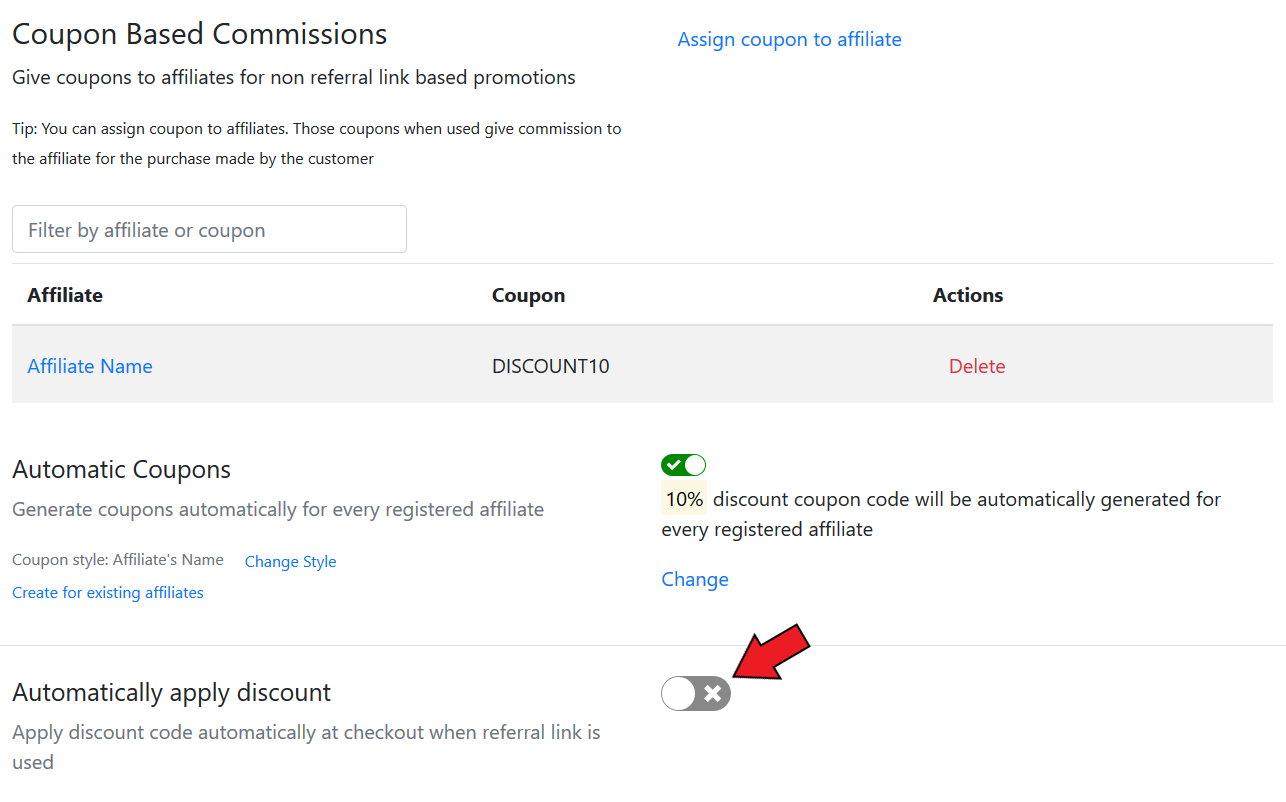 Coupon Based Commissions
Assign coupon to affiliate
Give coupons to affiliates for non referral link based promotions
Tip: You can assign coupon to affiliates. Those coupons when used give commission to
the affiliate for the purchase made by the customer
Filter by affiliate or coupon
Affiliate Coupon Actions
Affiliate Name DISCOUNT10 Delete
Automatic Coupons
Generate coupons automatically for every registered affiliate
Coupon style: Affiliate's Name Change Style
Create for existing affiliates
10% discount coupon code will be automatically generated for
every registered affiliate
Change
Automatically apply discount
Apply discount code automatically at checkout when referral link is
used